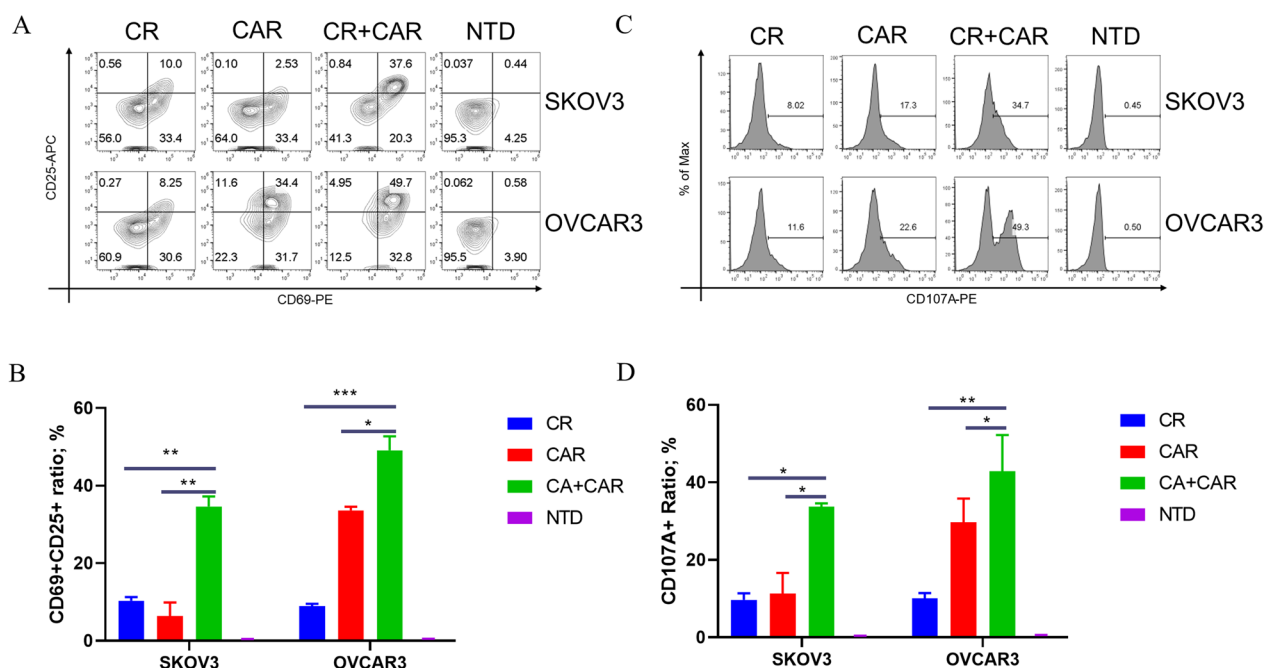 A
CR CAR CR+CAR NTD
0.56 10.0 0.10 2.53 0.84 37.6 0.037 0.44
SKOV3
56.0 33.4 64.0 33.4 41.3 20.3 95.3 4.25
0.27 8.25 11.6 34.4 4.95 49.7 0.062 0.58
OVCAR3
60.9 30.6 22.3 31.7 12.5 32.8 95.5 3.90
CD25-APC
CD69-PE
C
CR CAR CR+CAR NTD
8.02 17.3 34.7 0.45
SKOV3
11.6 22.6 49.3 0.50
OVCAR3
% of Max
CD107A-PE
B
CD69+CD25+ ratio; %
60
40
20
0
** ** *** *
SKOV3 OVCAR3
CR
CAR
CA+CAR
NTD
D
CD107A+ Ratio; %
60
40
20
0
* * ** *
SKOV3 OVCAR3
CR
CAR
CA+CAR
NTD